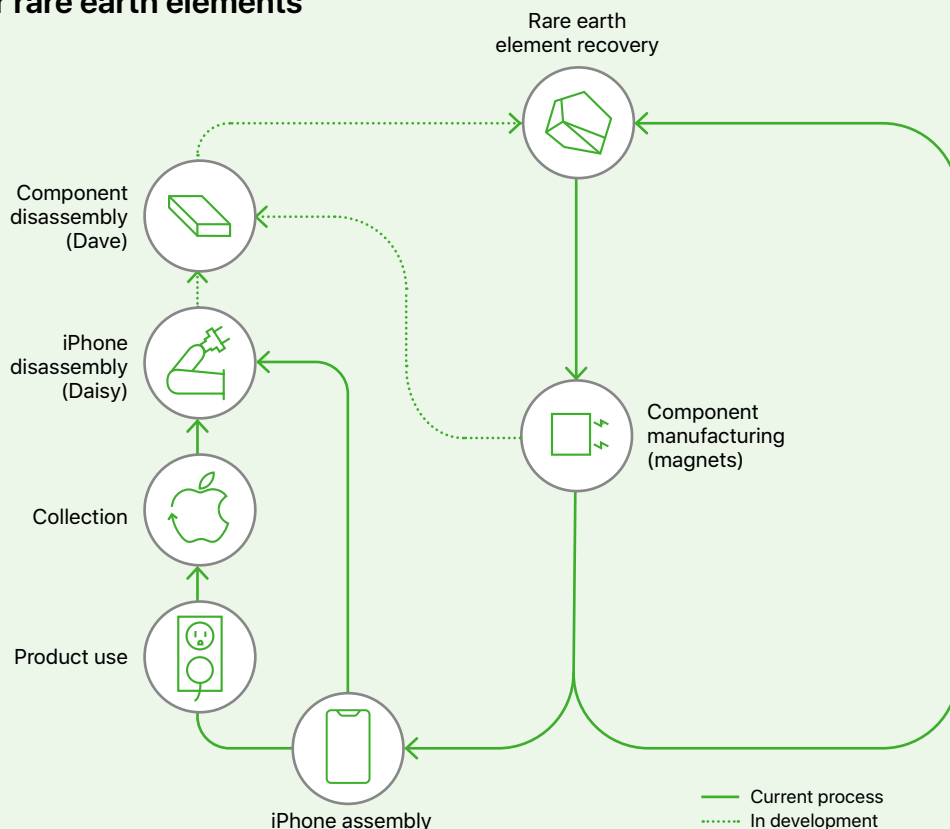 r rare earth elements
Rare earth
element recovery
Component
disassembly
(Dave)
iPhone
disassembly
(Daisy)
Component
manufacturing
(magnets)
Collection
Product use
iPhone assembly
Current process
In development